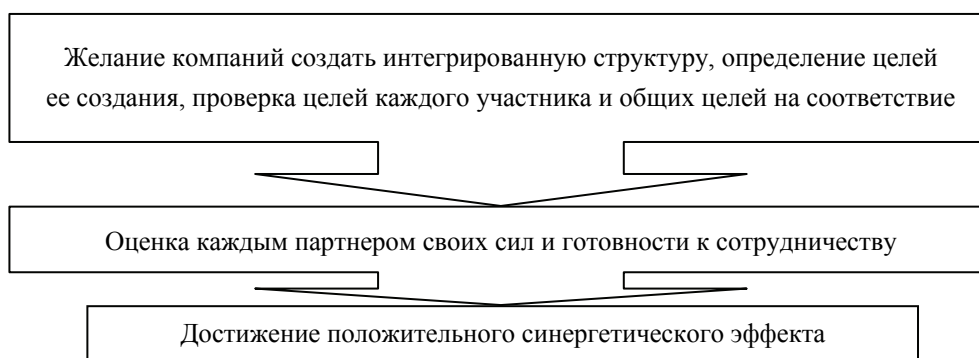 Желание компаний создать интегрированную структуру, определение целей
ее создания, проверка целей каждого участника и общих целей на соответствие
Оценка каждым партнером своих сил и готовности к сотрудничеству
Достижение положительного синергетического эффекта